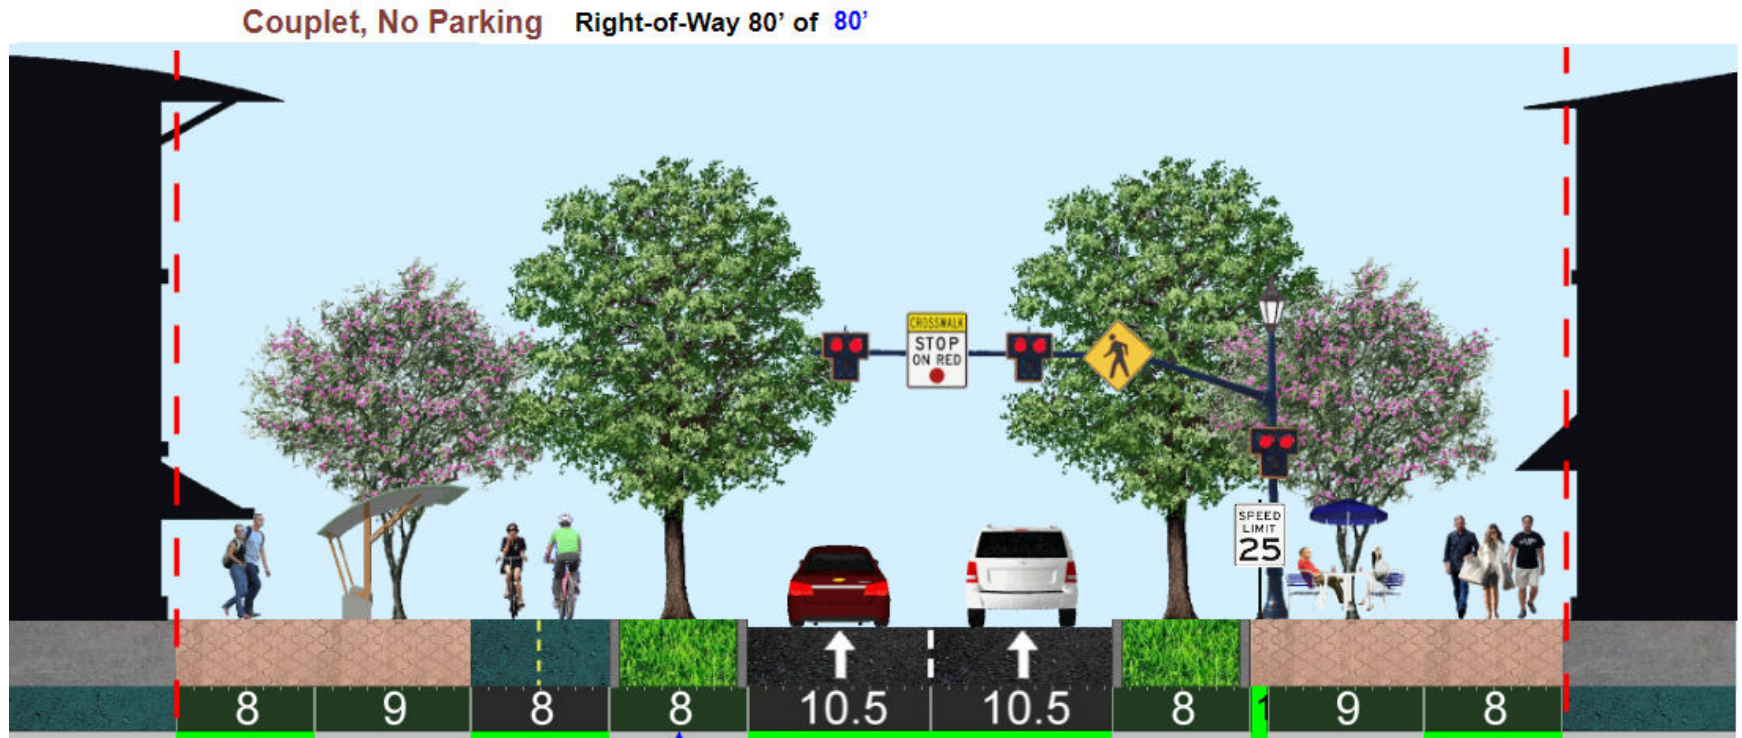 Couplet, No Parking Right-of-Way 80’ of 80’
CROSSWALK
STOP
ON RED
SPEED
LIMIT
25
8 9 8 8 10.5 10.5 8 1 9 8